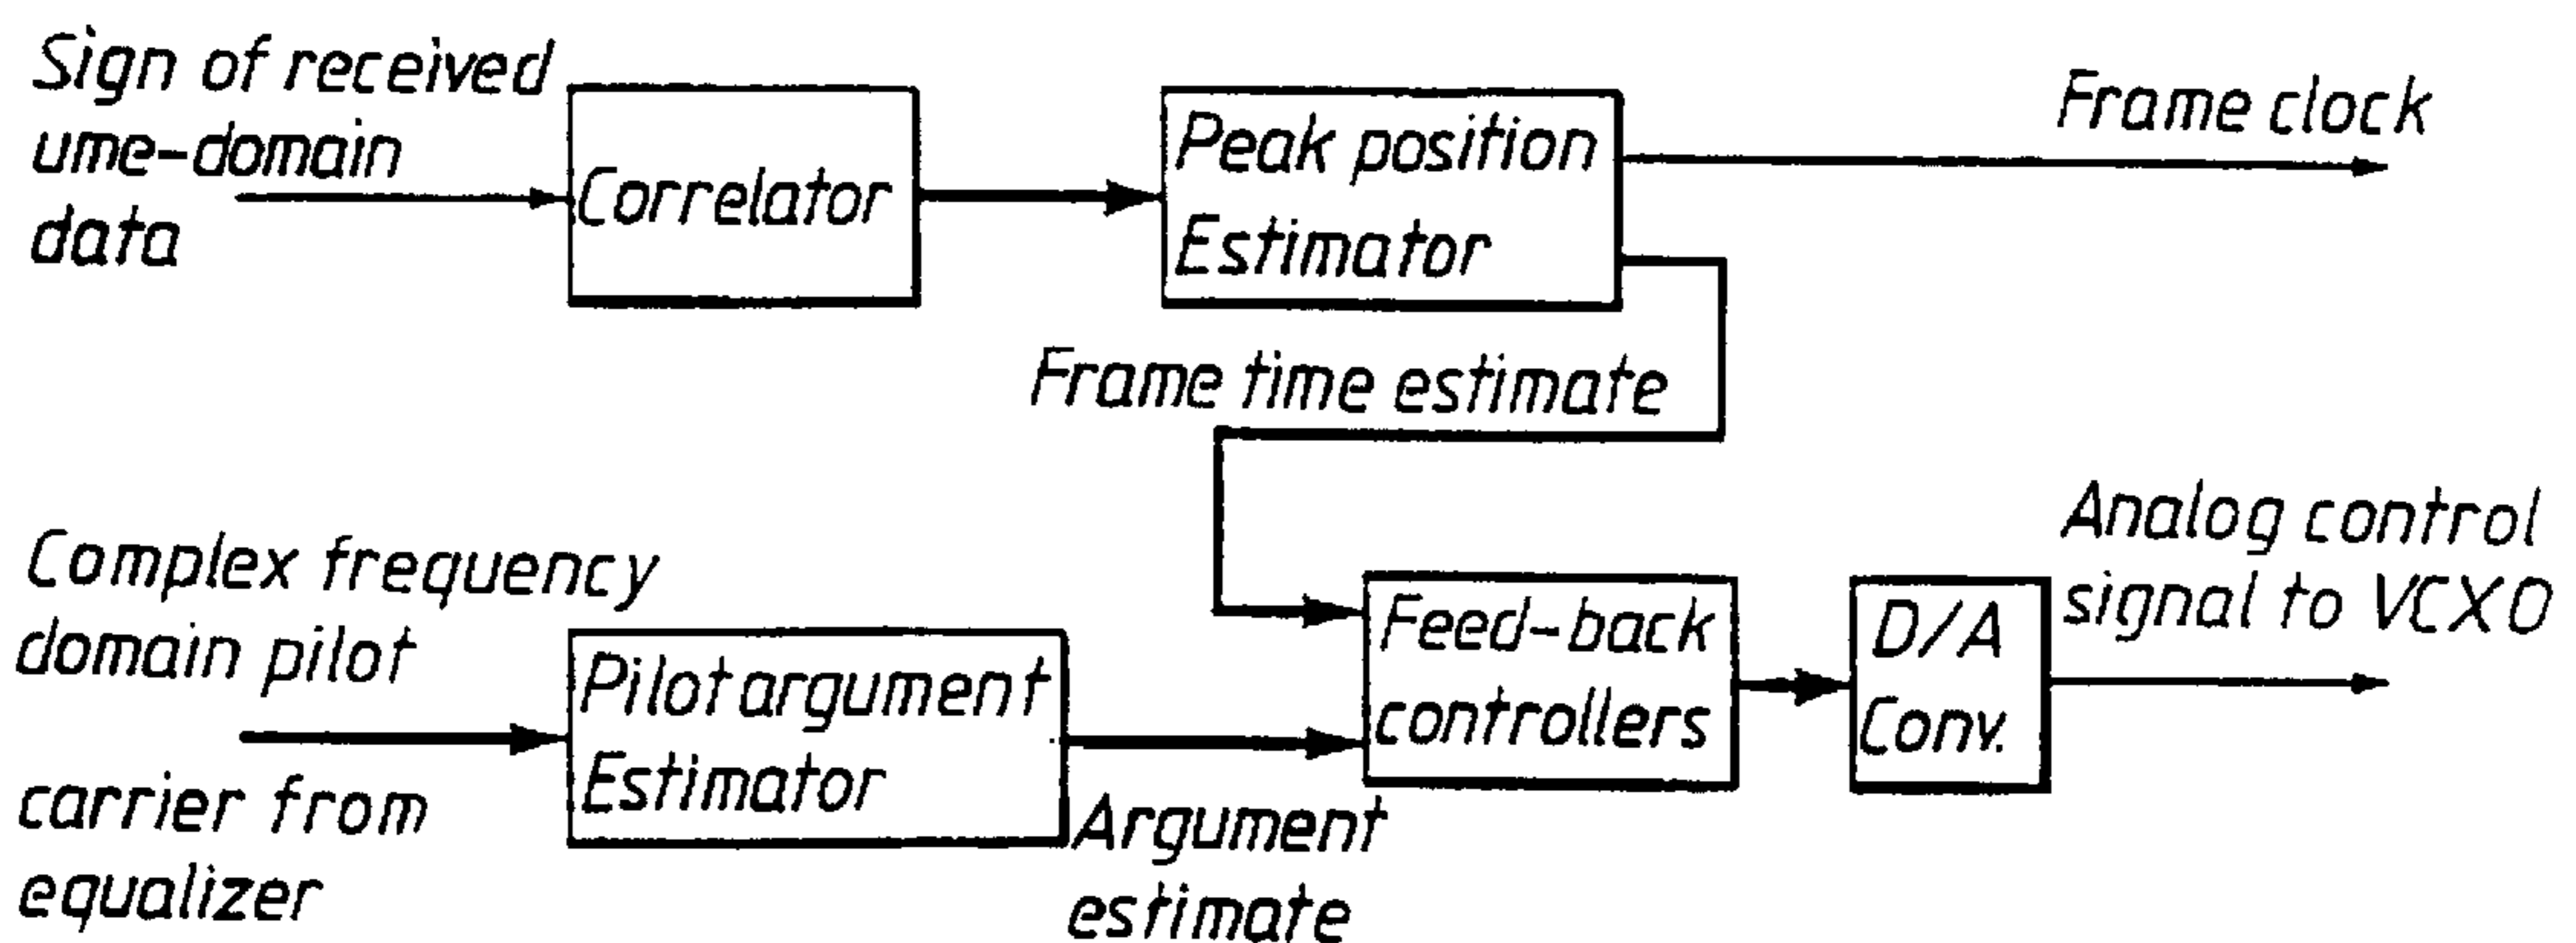 Sign of received
ume-domain
data
Correlator
Peak position
Estimator
Frame clock
Frame time estimate
Complex frequency
domain pilot
carrier from
equalizer
Pilot argument
Estimator
Argument
estimate
Feed-back
controllers
D/A
Conv.
Analog control
signal to VCXO